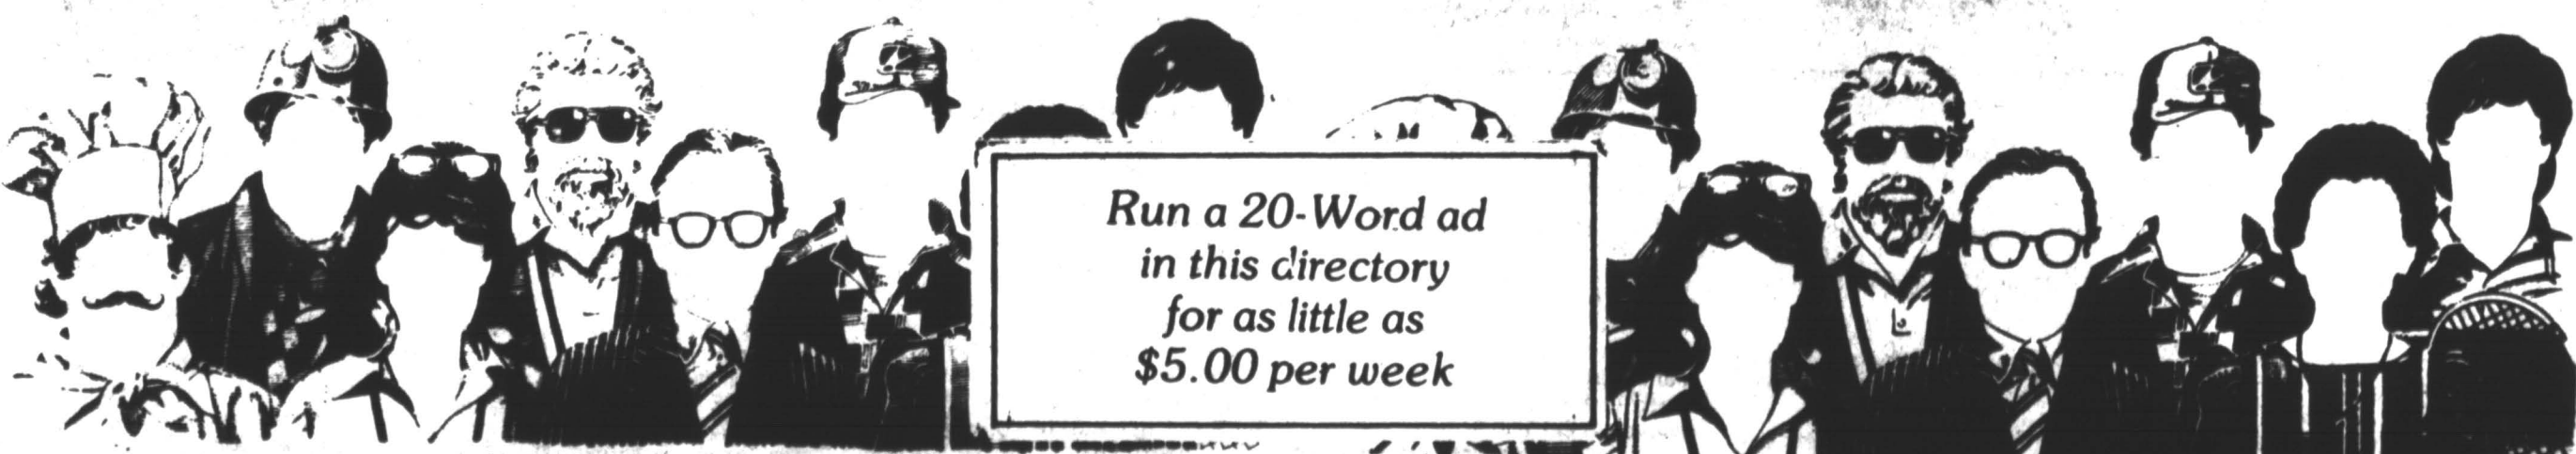 Run a 20-Word ad
in this directory
for as little as
$5.00 per week